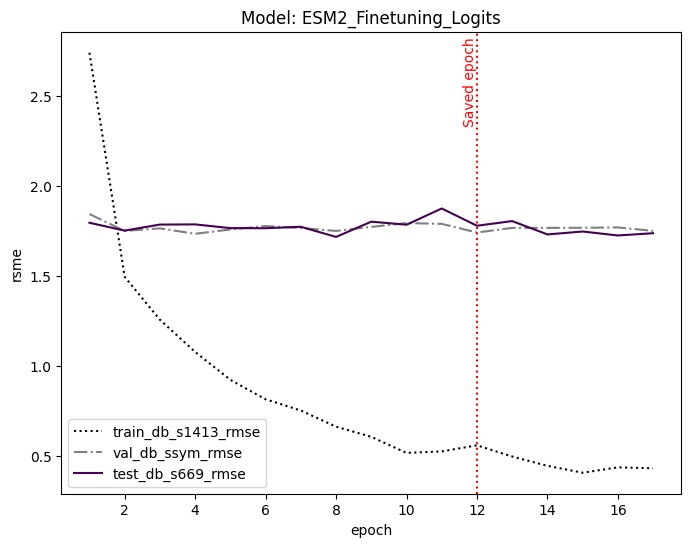 Model: ESM2_Finetuning_Logits
Saved epoch
2.5
2.0
1.5
1.0
0.5
rsme
train_db_s1413_rmse
val_db_ssym_rmse
test_db_s669_rmse
2 4 6 8 10 12 14 16
epoch